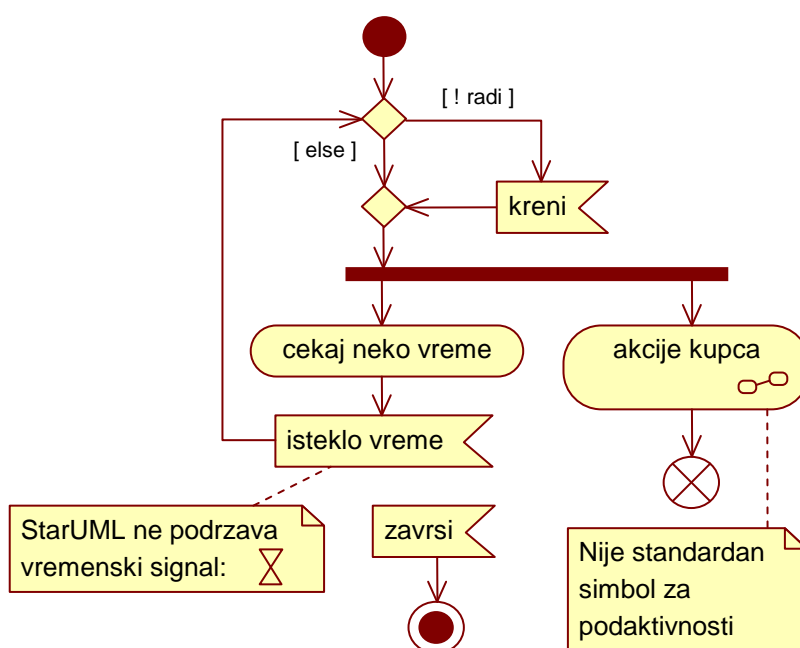 [ ! radi ]
[ else ]
kreni
cekaj neko vreme
akcije kupca
isteklo vreme
StarUML ne podrzava
vremenski signal:
zavrsi
Nije standardan
simbol za
podaktivnosti